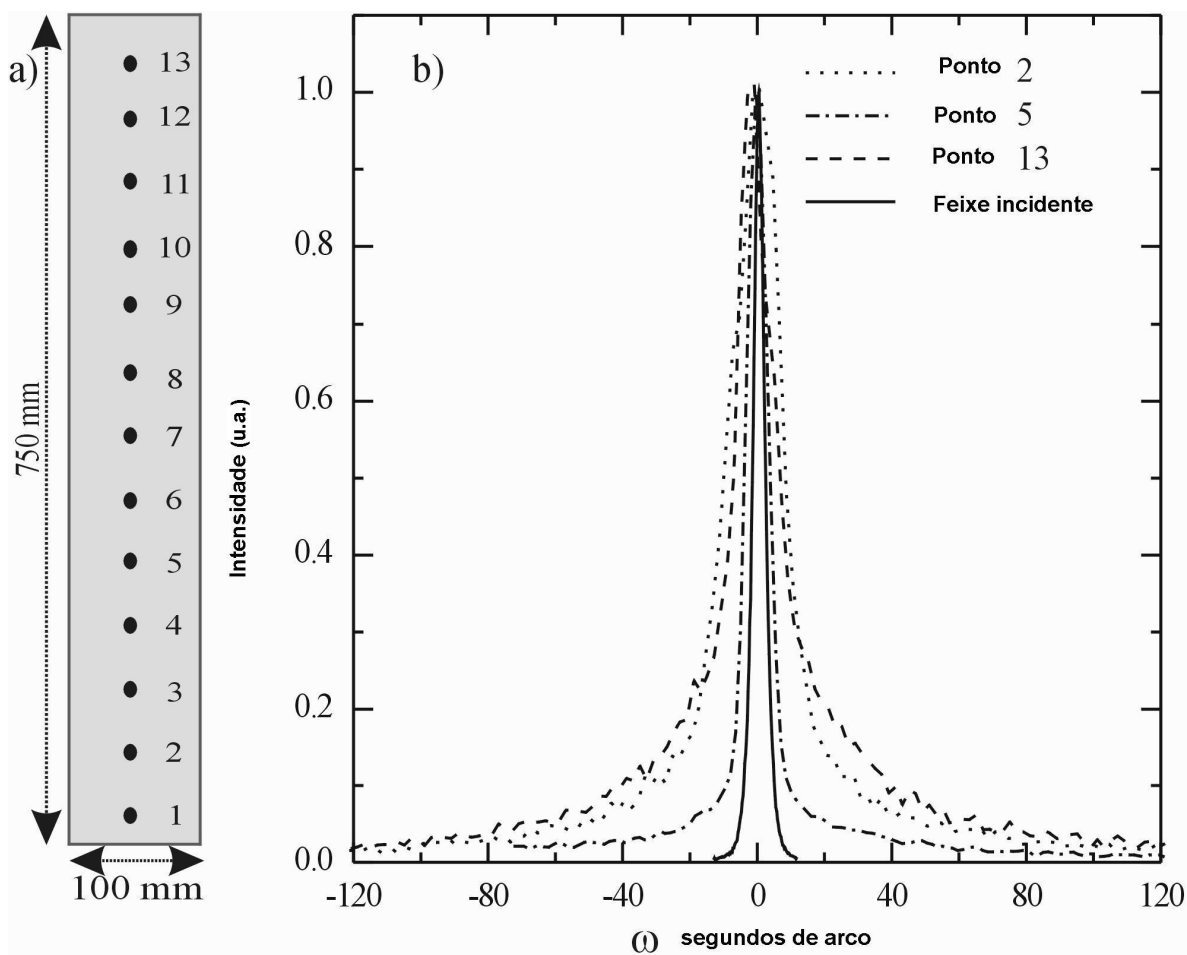 a)
13
12
11
10
9
8
7
6
5
4
3
2
1
750 mm
100 mm
b)
Ponto 2
Ponto 5
Ponto 13
Feixe incidente
Intensidade (u.a.)
1.0
0.8
0.6
0.4
0.2
0.0
-120 -80 -40 0 40 80 120
ω segundos de arco